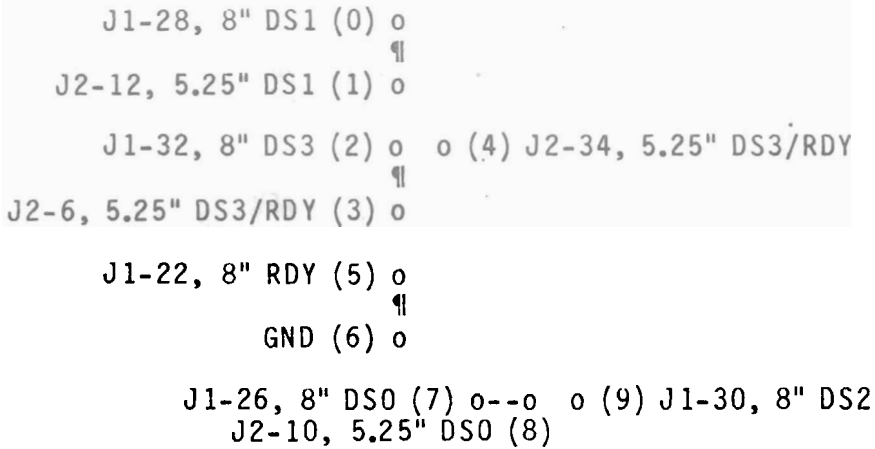 J1-28, 8" DS1 (0) o
¶
J2-12, 5.25" DS1 (1) o
J1-32, 8" DS3 (2) o o (4) J2-34, 5.25" DS3/RDY
¶
J2-6, 5.25" DS3/RDY (3) o
J1-22, 8" RDY (5) o
¶
GND (6) o
J1-26, 8" DS0 (7) o--o o (9) J1-30, 8" DS2
J2-10, 5.25" DS0 (8)